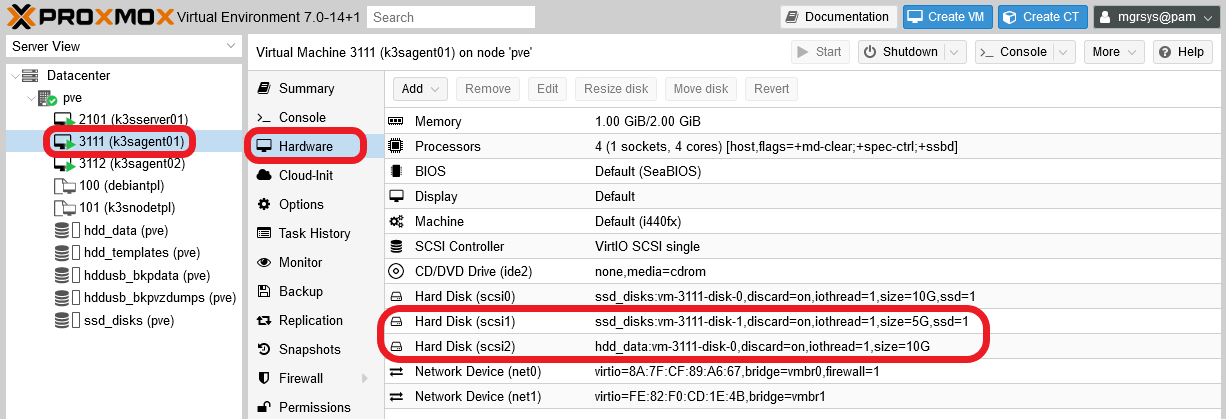 PROXMOX Virtual Environment 7.0-14+1 Search Documentation Create VM Create CT mgrsys@pam
Server View
Datacenter
pve
2101 (k3sserver01)
3111 (k3sagent01)
3112 (k3sagent02)
100 (debiantpl)
101 (k3snodetpl)
hdd_data (pve)
hdd_templates (pve)
hddusb_bkpdata (pve)
hddusb_bkpvzdumps (pve)
ssd_disks (pve)
Virtual Machine 3111 (k3sagent01) on node 'pve' Start Shutdown Console More Help
Summary
Console
Hardware
Cloud-Init
Options
Task History
Monitor
Backup
Replication
Snapshots
Firewall
Permissions
Add Remove Edit Resize disk Move disk Revert
Memory 1.00 GiB/2.00 GiB
Processors 4 (1 sockets, 4 cores) [host,flags=+md-clear;+spec-ctrl;+ssbd]
BIOS Default (SeaBIOS)
Display Default
Machine Default (i440fx)
SCSI Controller VirtIO SCSI single
CD/DVD Drive (ide2) none,media=cdrom
Hard Disk (scsi0) ssd_disks:vm-3111-disk-0,discard=on,iothread=1,size=10G,ssd=1
Hard Disk (scsi1) ssd_disks:vm-3111-disk-1,discard=on,iothread=1,size=5G,ssd=1
Hard Disk (scsi2) hdd_data:vm-3111-disk-0,discard=on,iothread=1,size=10G
Network Device (net0) virtio=8A:7F:CF:89:A6:67,bridge=vmbr0,firewall=1
Network Device (net1) virtio=FE:82:F0:CD:1E:4B,bridge=vmbr1